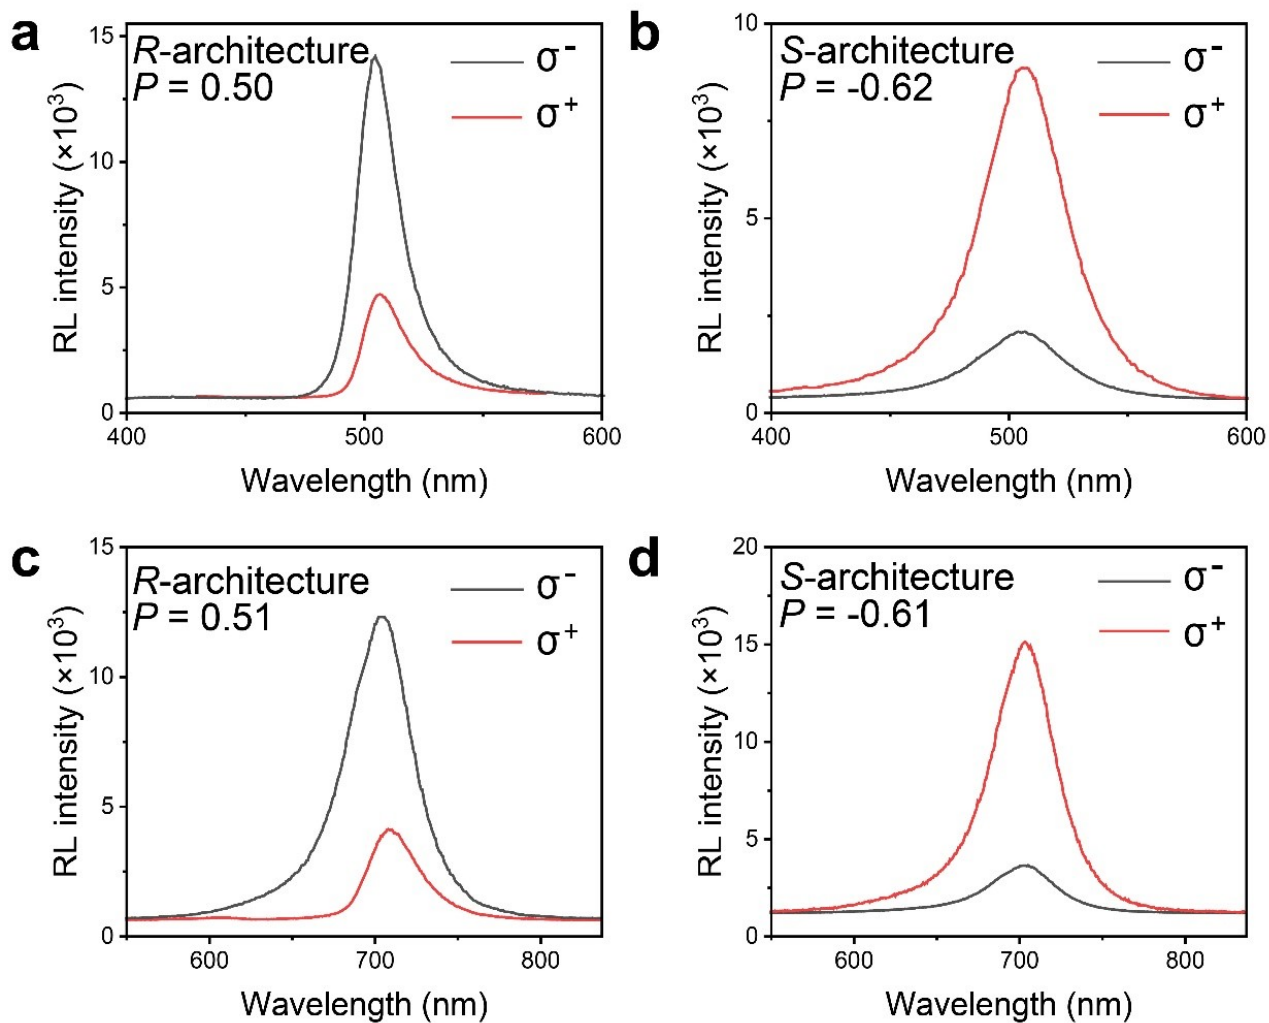 a
R-architecture
P = 0.50
σ⁻
σ⁺
15
10
5
0
400
500
600
RL intensity (×10³)
Wavelength (nm)
b
S-architecture
P = -0.62
σ⁻
σ⁺
10
5
0
400
500
600
RL intensity (×10³)
Wavelength (nm)
c
R-architecture
P = 0.51
σ⁻
σ⁺
15
10
5
0
600
700
800
RL intensity (×10³)
Wavelength (nm)
d
S-architecture
P = -0.61
σ⁻
σ⁺
20
15
10
5
0
600
700
800
RL intensity (×10³)
Wavelength (nm)